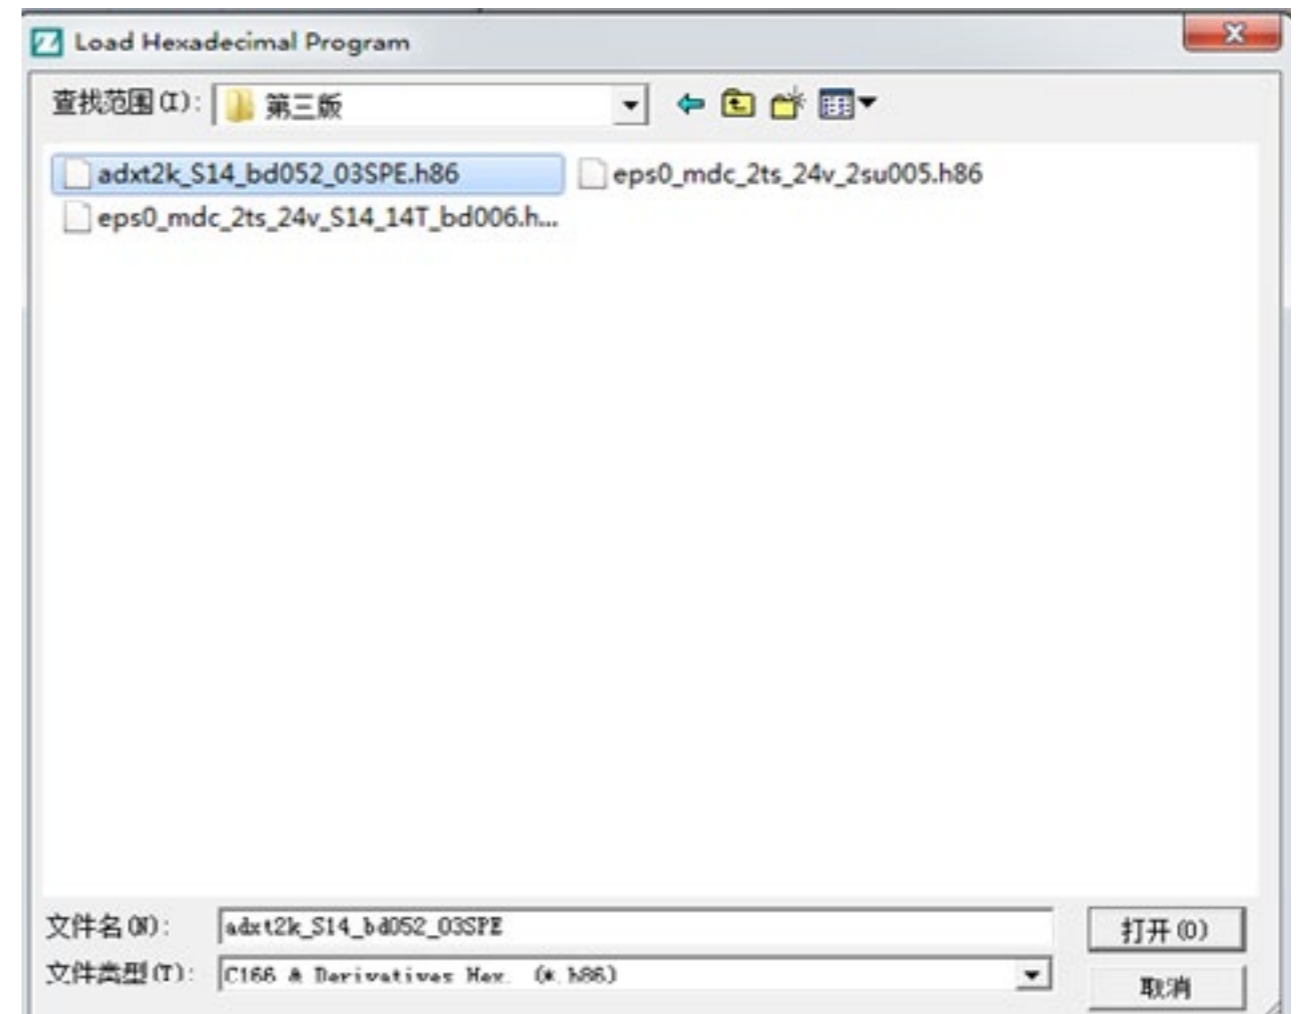 Load Hexadecimal Program
查找范围(I): 第三版
adxt2k_S14_bd052_03SPE.h86 eps0_mdc_2ts_24v_2su005.h86
eps0_mdc_2ts_24v_S14_14T_bd006.h...
文件名(N): adxt2k_S14_bd052_03SPE 打开(O)
文件类型(T): C166 & Derivatives Hex. (*.h86)
取消